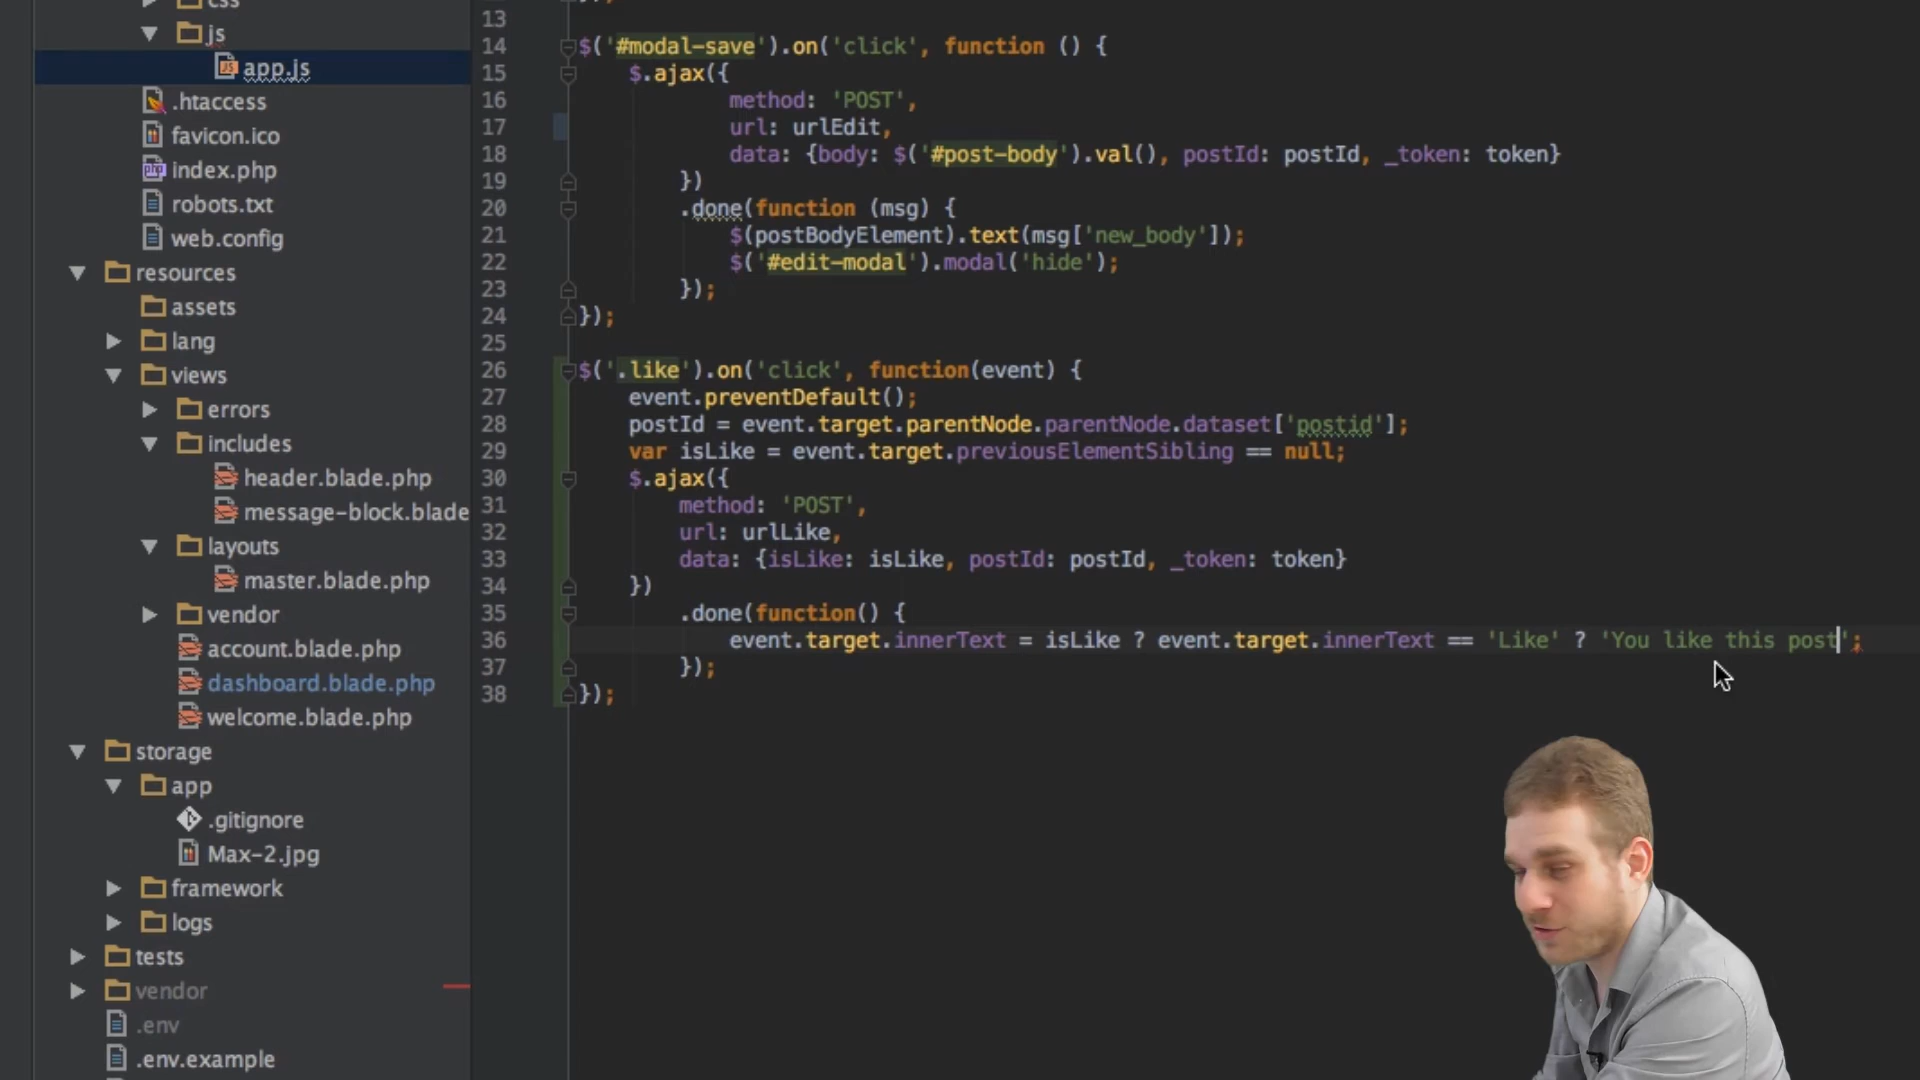 css
js
app.js
.htaccess
favicon.ico
index.php
robots.txt
web.config
resources
assets
lang
views
errors
includes
header.blade.php
message-block.blade
layouts
master.blade.php
vendor
account.blade.php
dashboard.blade.php
welcome.blade.php
storage
app
.gitignore
Max-2.jpg
framework
logs
tests
vendor
.env
.env.example
13
14 $('#modal-save').on('click', function () {
15 $.ajax({
16 method: 'POST',
17 url: urlEdit,
18 data: {body: $('#post-body').val(), postId: postId, _token: token}
19 })
20 .done(function (msg) {
21 $(postBodyElement).text(msg['new_body']);
22 $('#edit-modal').modal('hide');
23 });
24 });
25
26 $('.like').on('click', function(event) {
27 event.preventDefault();
28 postId = event.target.parentNode.parentNode.dataset['postid'];
29 var isLike = event.target.previousElementSibling == null;
30 $.ajax({
31 method: 'POST',
32 url: urlLike,
33 data: {isLike: isLike, postId: postId, _token: token}
34 })
35 .done(function() {
36 event.target.innerText = isLike ? event.target.innerText == 'Like' ? 'You like this post';
37 });
38 });